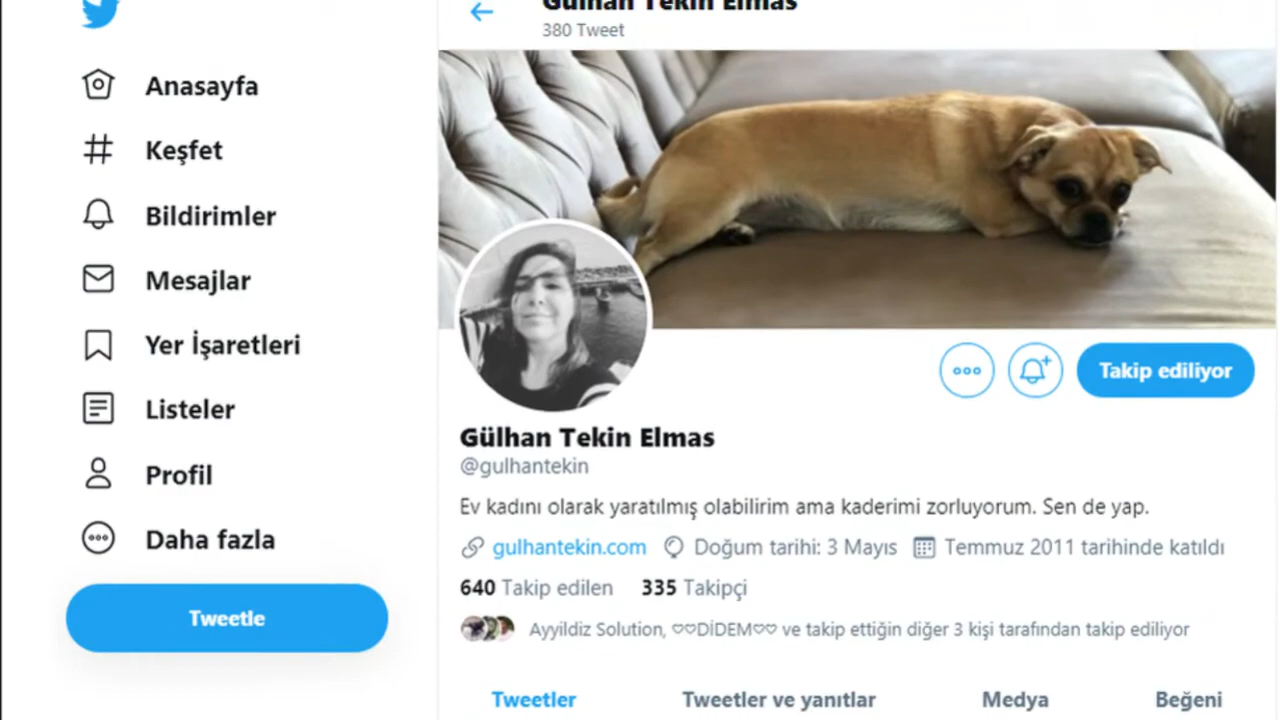 Gülhan Tekin Elmas
380 Tweet
Anasayfa
Keşfet
Bildirimler
Mesajlar
Yer İşaretleri
Listeler
Profil
Daha fazla
Tweetle
Takip ediliyor
Gülhan Tekin Elmas
@gulhantekin
Ev kadını olarak yaratılmış olabilirim ama kaderimi zorluyorum. Sen de yap.
gulhantekin.com Doğum tarihi: 3 Mayıs Temmuz 2011 tarihinde katıldı
640 Takip edilen 335 Takipçi
Ayyildiz Solution, ♡♡DİDEM♡♡ ve takip ettiğin diğer 3 kişi tarafından takip ediliyor
Tweetler Tweetler ve yanıtlar Medya Beğeni